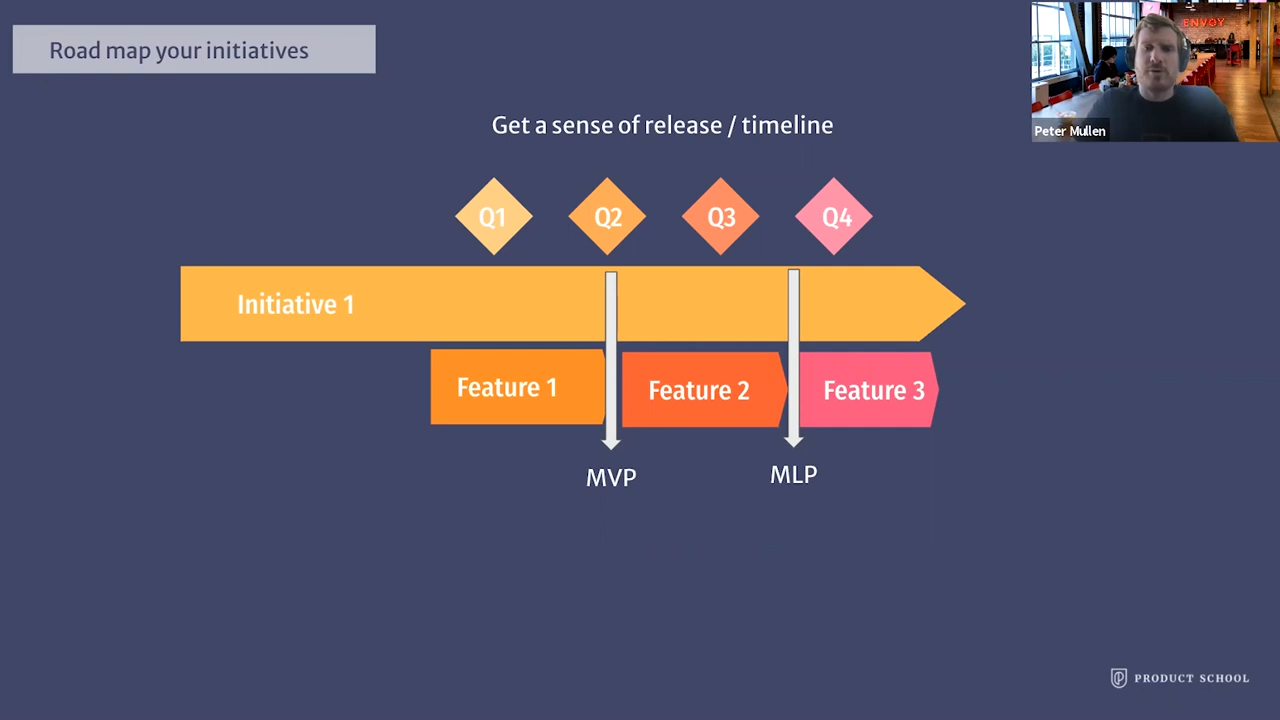 Road map your initiatives
ENVOY
Peter Mullen
Get a sense of release / timeline
Q1 Q2 Q3 Q4
Initiative 1
Feature 1 Feature 2 Feature 3
MVP MLP
PRODUCT SCHOOL